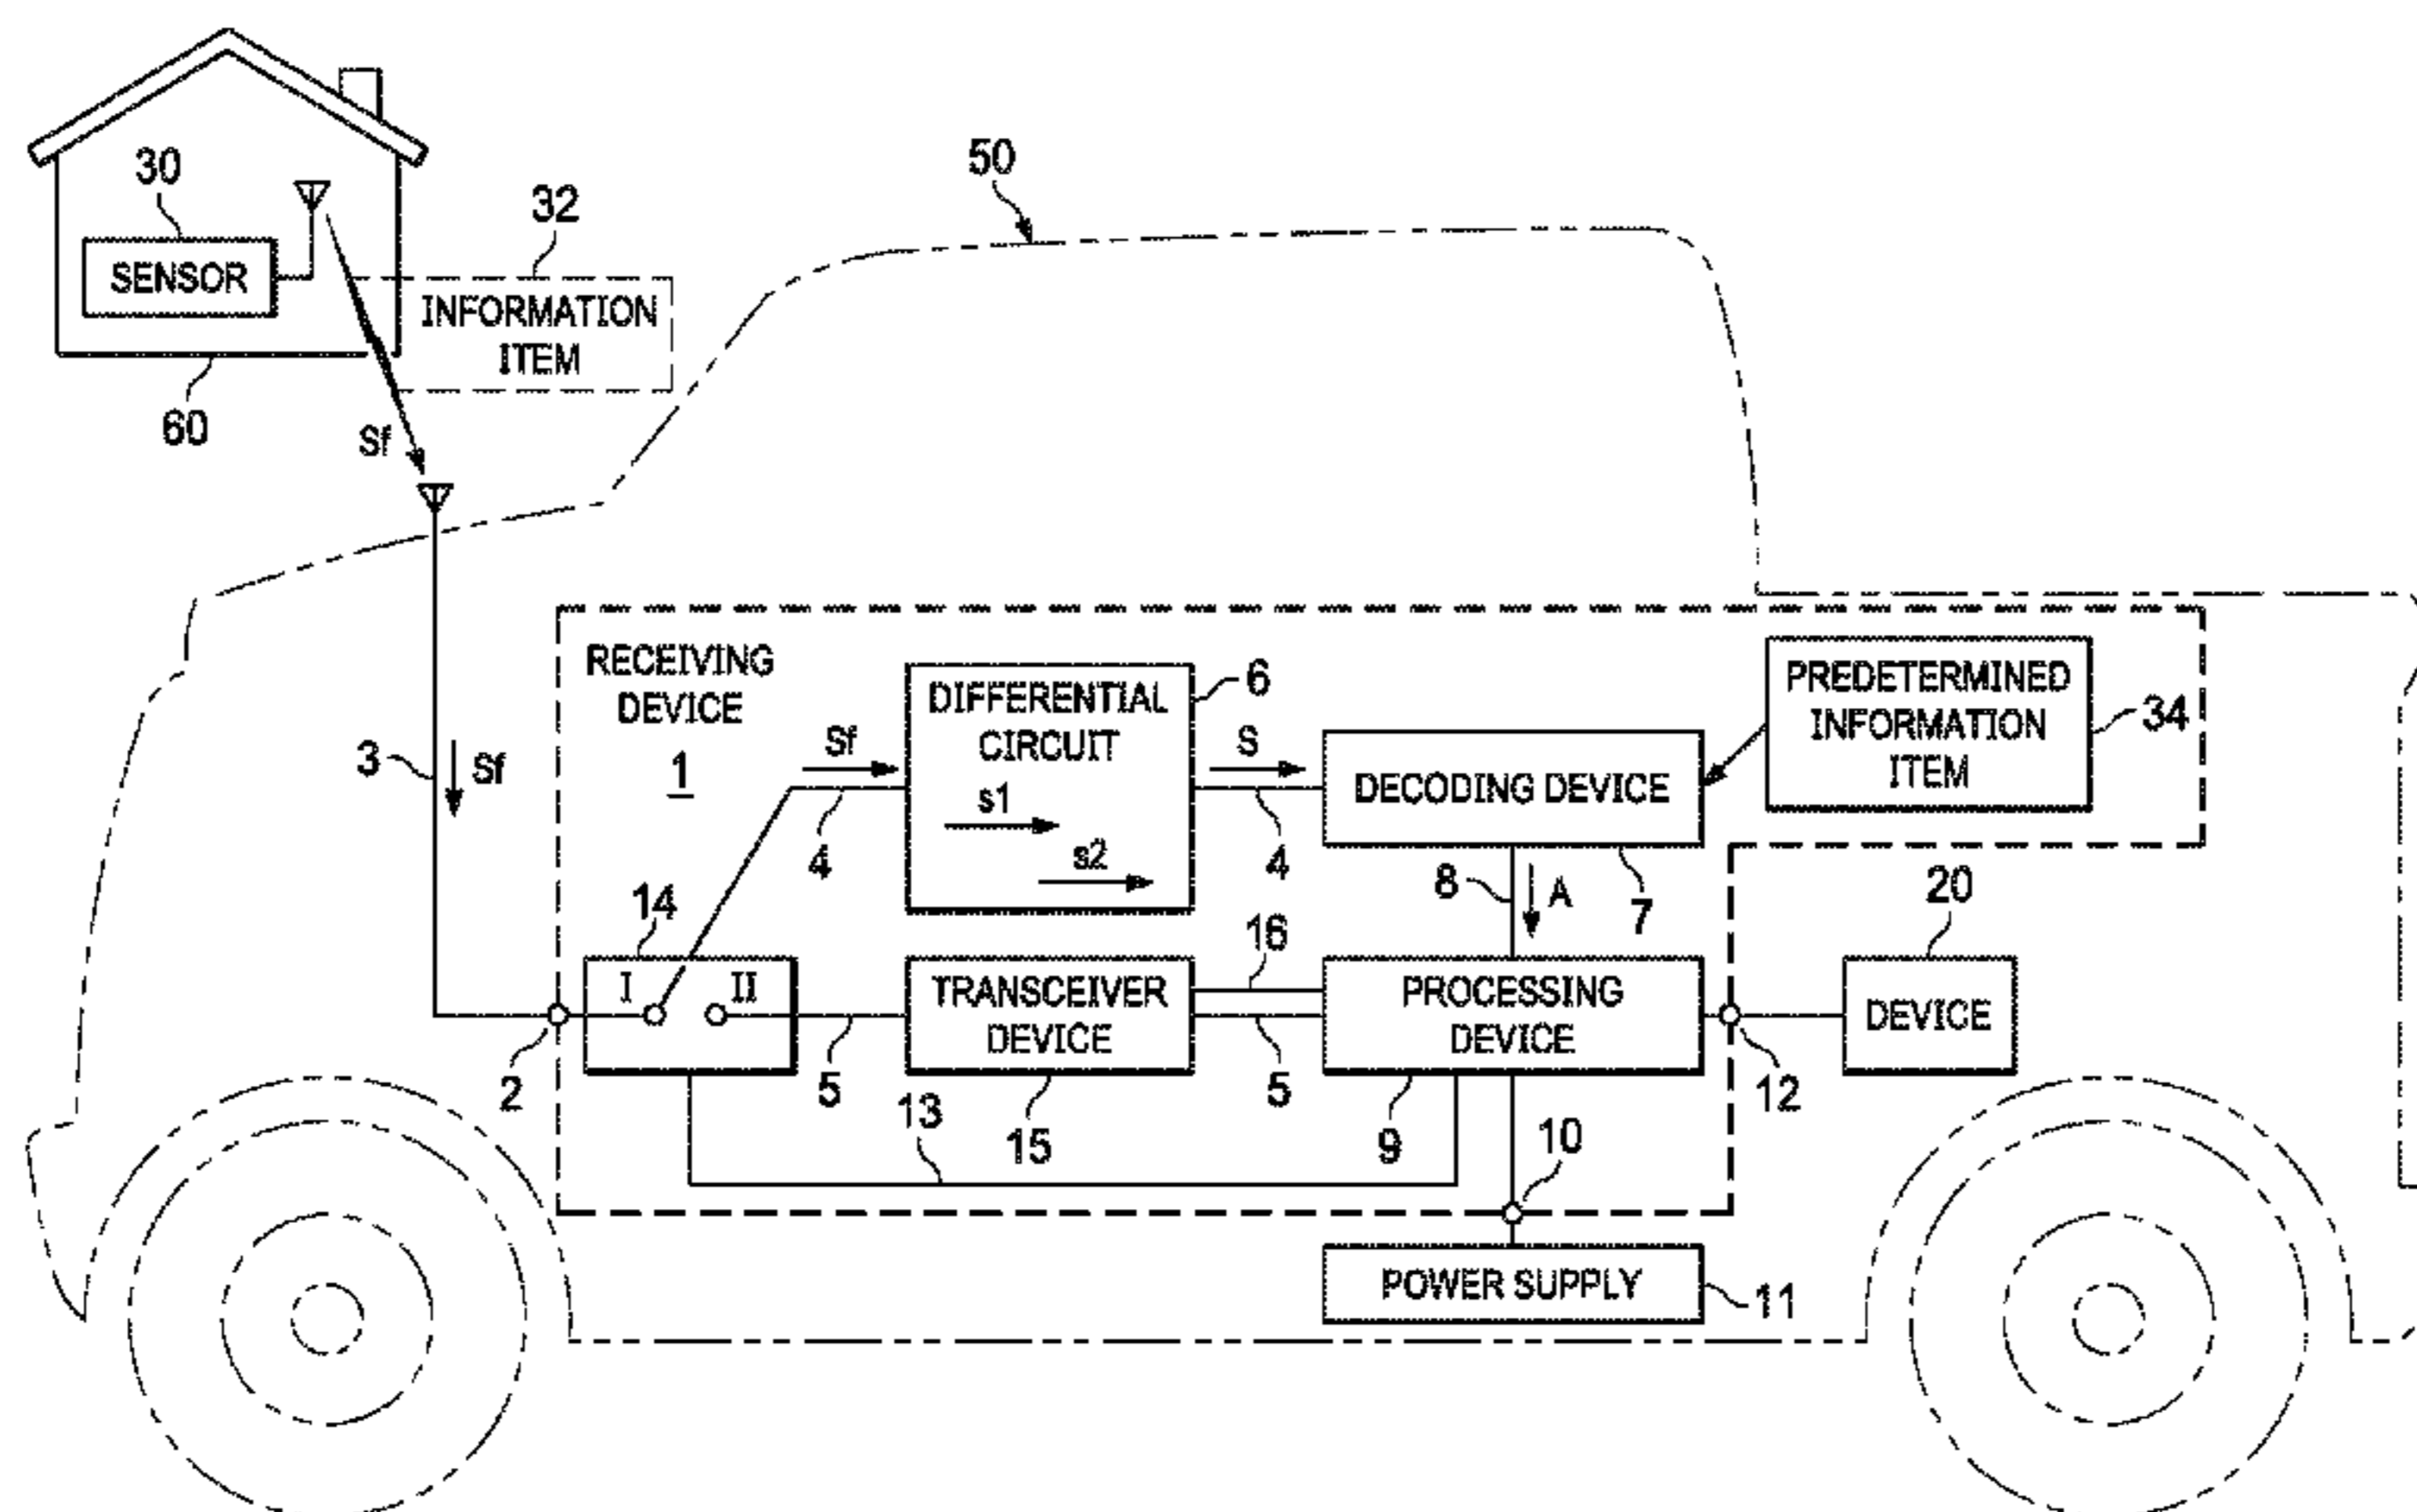 50
30
32
SENSOR
INFORMATION
ITEM
60
Sf
RECEIVING
DEVICE
1
DIFFERENTIAL
CIRCUIT
6
PREDETERMINED
INFORMATION
ITEM
34
3
Sf
Sf
S
s1
s2
4
4
DECODING DEVICE
8
A
7
20
14
16
I
II
TRANSCEIVER
DEVICE
PROCESSING
DEVICE
DEVICE
2
5
5
12
13
15
9
10
POWER SUPPLY
11